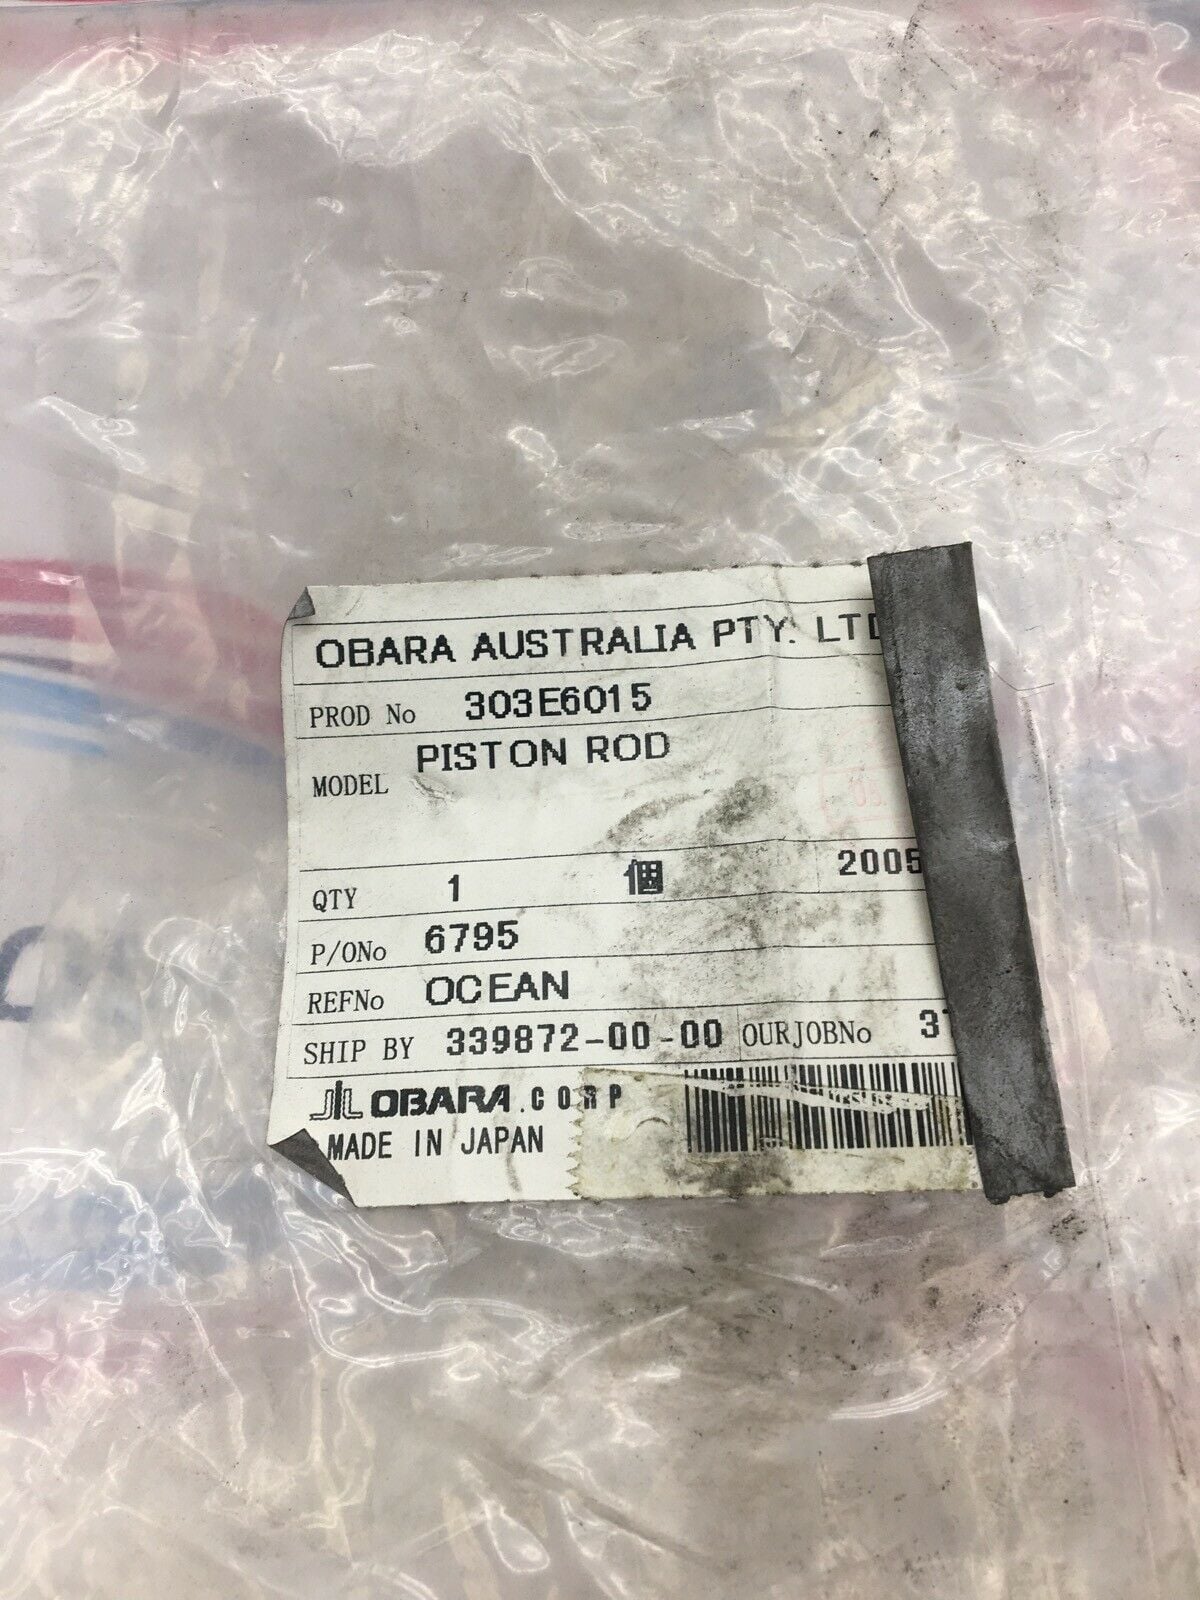 OBARA AUSTRALIA PTY. LTD
PROD No 303E6015
MODEL PISTON ROD
QTY 1 個 2005
P/ONo 6795
REFNo OCEAN
SHIP BY 339872-00-00 OURJOBNo 37
OBARA.CORP
MADE IN JAPAN